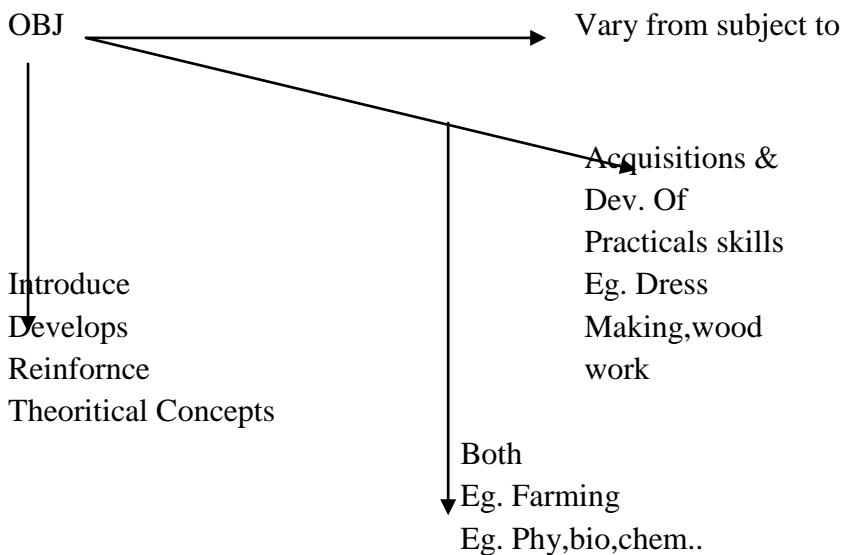 OBJ
Vary from subject to
Acquisitions &
Dev. Of
Practicals skills
Eg. Dress
Making,wood
work
Introduce
Develops
Reinfornce
Theoritical Concepts
Both
Eg. Farming
Eg. Phy,bio,chem..